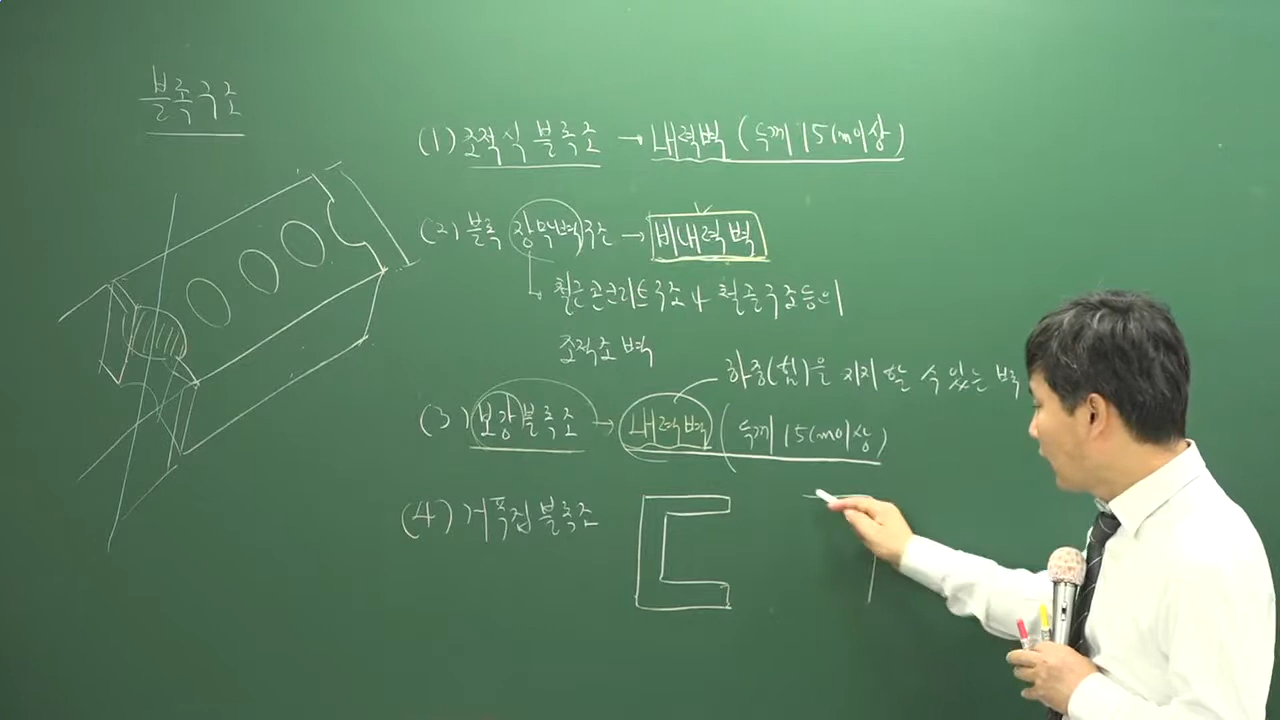 블록구조
(1) 조적식 블록조 → 내력벽 (두께 15cm이상)
(2) 블록 장막벽구조 → 비내력벽
철근콘크리트구조나 철골구조등의
조적조 벽
하중(힘)을 지지 할 수 있는 벽
(3) 보강블록조 → 내력벽 (두께 15cm이상)
(4) 거푸집 블록조